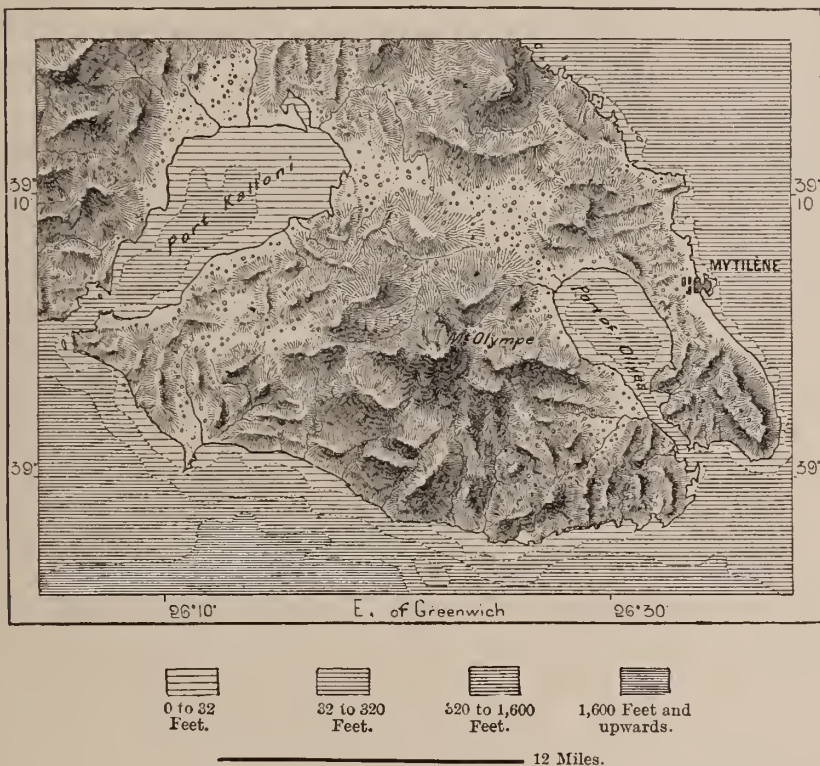 39°
10'
39°
10'
Port Kalloni
MYTILÈNE
Port of Olives
Mt Olympe
39°
39°
26°10'
E. of Greenwich
26°30'
0 to 32
Feet.
32 to 320
Feet.
320 to 1,600
Feet.
1,600 Feet and
upwards.
12 Miles.